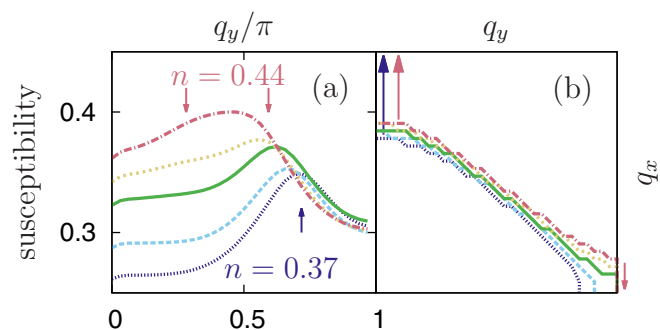 q_y/π q_y
n = 0.44 (a) (b)
0.4
susceptibility
q_x
0.3
n = 0.37
0 0.5 1